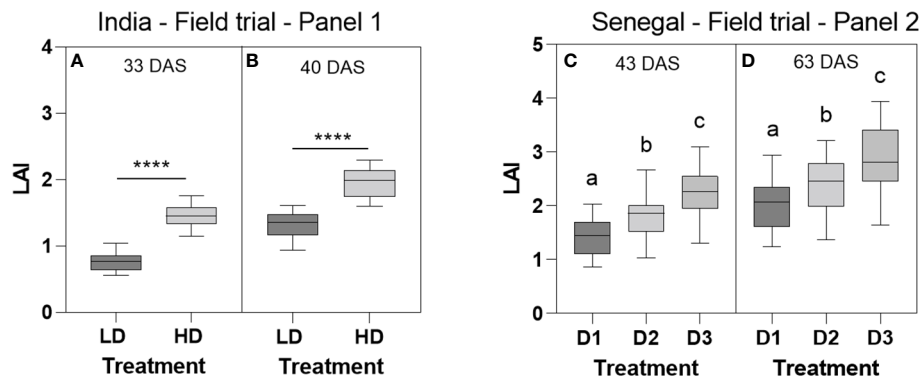 India - Field trial - Panel 1
A 33 DAS
B 40 DAS
4
3
2
1
0
LAI
****
****
LD HD LD HD
Treatment Treatment
Senegal - Field trial - Panel 2
C 43 DAS
D 63 DAS
5
4
3
2
1
0
LAI
a b c
a b c
D1 D2 D3 D1 D2 D3
Treatment Treatment